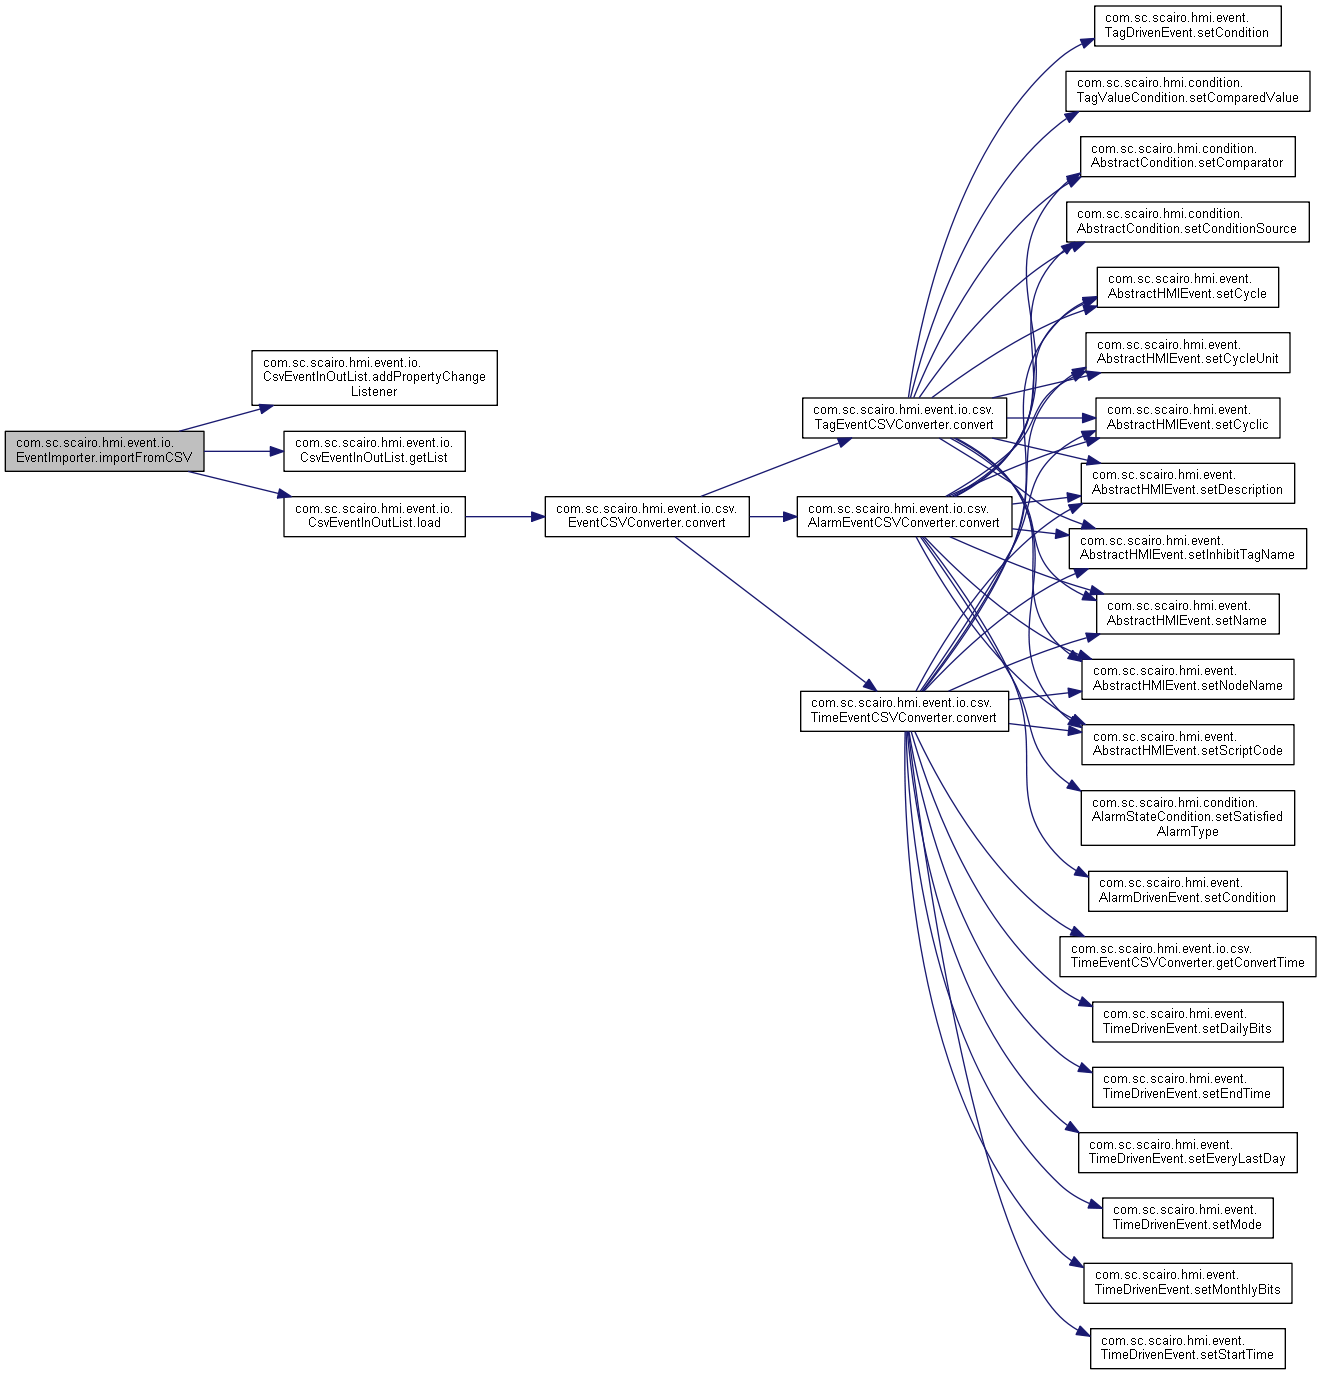 com.sc.scairo.hmi.event.io.
EventImporter.importFromCSV
com.sc.scairo.hmi.event.io.
CsvEventInOutList.addPropertyChange
Listener
com.sc.scairo.hmi.event.io.
CsvEventInOutList.getList
com.sc.scairo.hmi.event.io.
CsvEventInOutList.load
com.sc.scairo.hmi.event.io.csv.
EventCSVConverter.convert
com.sc.scairo.hmi.event.io.csv.
TagEventCSVConverter.convert
com.sc.scairo.hmi.event.io.csv.
AlarmEventCSVConverter.convert
com.sc.scairo.hmi.event.io.csv.
TimeEventCSVConverter.convert
com.sc.scairo.hmi.event.
TagDrivenEvent.setCondition
com.sc.scairo.hmi.condition.
TagValueCondition.setComparedValue
com.sc.scairo.hmi.condition.
AbstractCondition.setComparator
com.sc.scairo.hmi.condition.
AbstractCondition.setConditionSource
com.sc.scairo.hmi.event.
AbstractHMIEvent.setCycle
com.sc.scairo.hmi.event.
AbstractHMIEvent.setCycleUnit
com.sc.scairo.hmi.event.
AbstractHMIEvent.setCyclic
com.sc.scairo.hmi.event.
AbstractHMIEvent.setDescription
com.sc.scairo.hmi.event.
AbstractHMIEvent.setInhibitTagName
com.sc.scairo.hmi.event.
AbstractHMIEvent.setName
com.sc.scairo.hmi.event.
AbstractHMIEvent.setNodeName
com.sc.scairo.hmi.event.
AbstractHMIEvent.setScriptCode
com.sc.scairo.hmi.condition.
AlarmStateCondition.setSatisfied
AlarmType
com.sc.scairo.hmi.event.
AlarmDrivenEvent.setCondition
com.sc.scairo.hmi.event.io.csv.
TimeEventCSVConverter.getConvertTime
com.sc.scairo.hmi.event.
TimeDrivenEvent.setDailyBits
com.sc.scairo.hmi.event.
TimeDrivenEvent.setEndTime
com.sc.scairo.hmi.event.
TimeDrivenEvent.setEveryLastDay
com.sc.scairo.hmi.event.
TimeDrivenEvent.setMode
com.sc.scairo.hmi.event.
TimeDrivenEvent.setMonthlyBits
com.sc.scairo.hmi.event.
TimeDrivenEvent.setStartTime